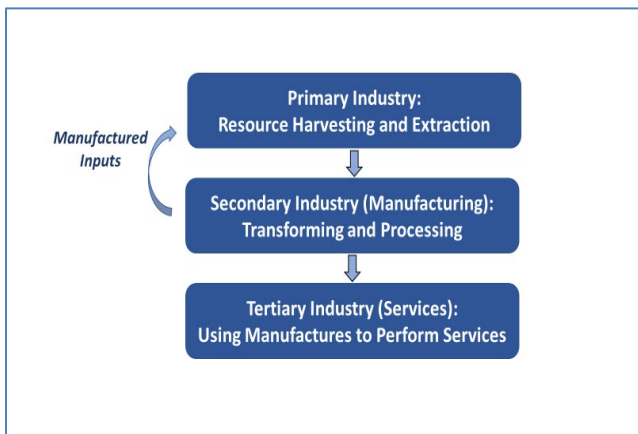 Primary Industry:
Resource Harvesting and Extraction
Manufactured
Inputs
Secondary Industry (Manufacturing):
Transforming and Processing
Tertiary Industry (Services):
Using Manufactures to Perform Services